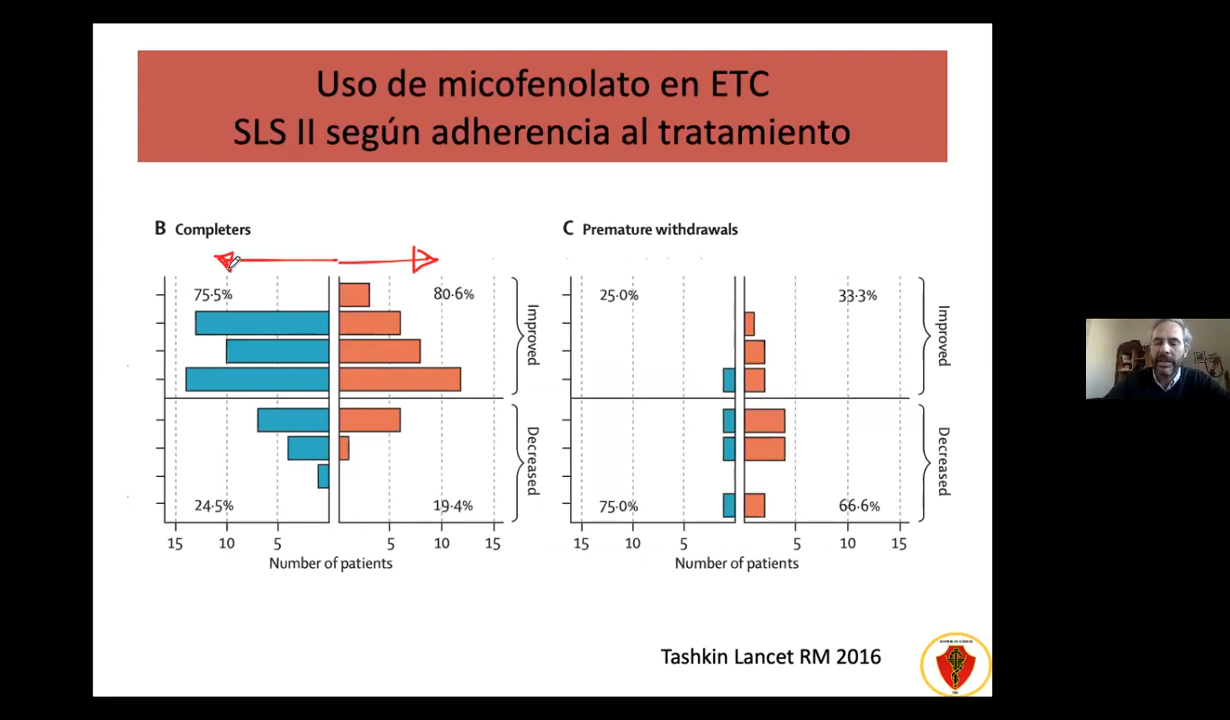 Uso de micofenolato en ETC
SLS II según adherencia al tratamiento
B Completers
75·5%
80·6%
Improved
24·5%
19·4%
Decreased
15 10 5 5 10 15
Number of patients
C Premature withdrawals
25·0%
33·3%
Improved
75·0%
66·6%
Decreased
15 10 5 5 10 15
Number of patients
Tashkin Lancet RM 2016